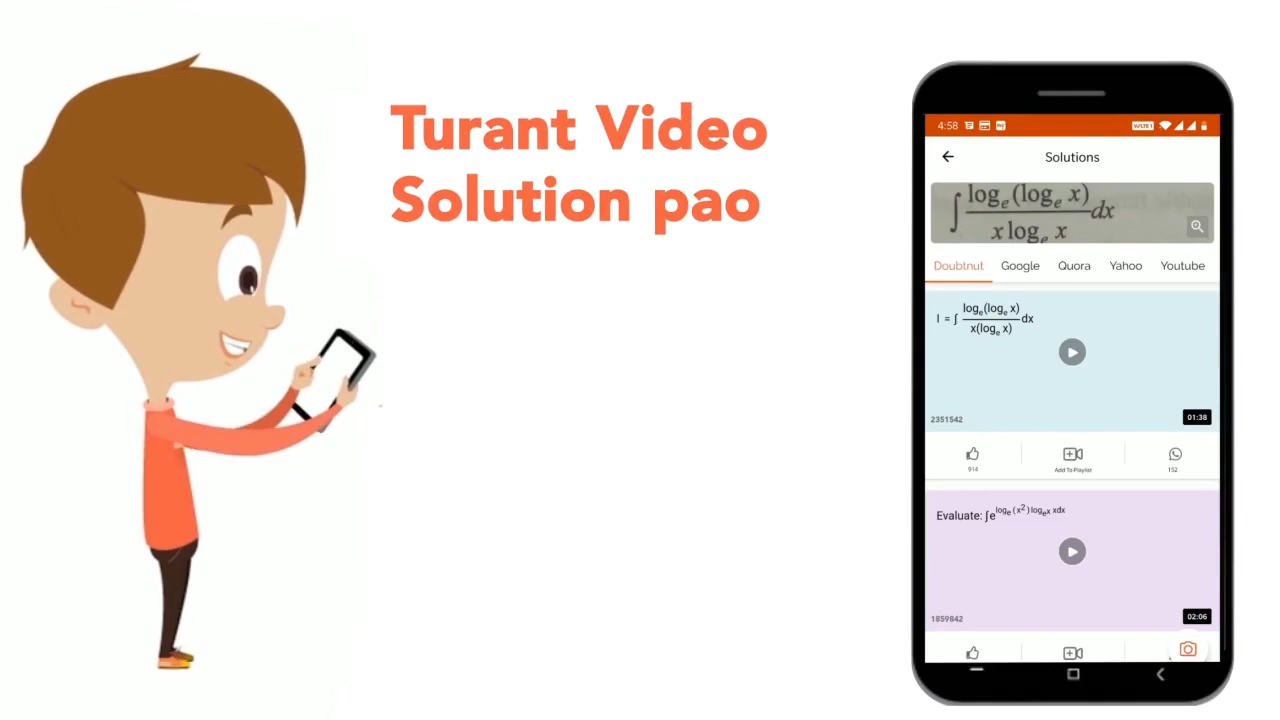 Turant Video
Solution pao
4:58
VoLTE1
Solutions
∫ logₑ(logₑ x) / x logₑ x dx
Doubtnut Google Quora Yahoo Youtube
I = ∫ logₑ(logₑ x) / x(logₑ x) dx
2351542 01:38
914 Add To Playlist 152
Evaluate: ∫e^logₑ(x²)logₑx xdx
1859842 02:06